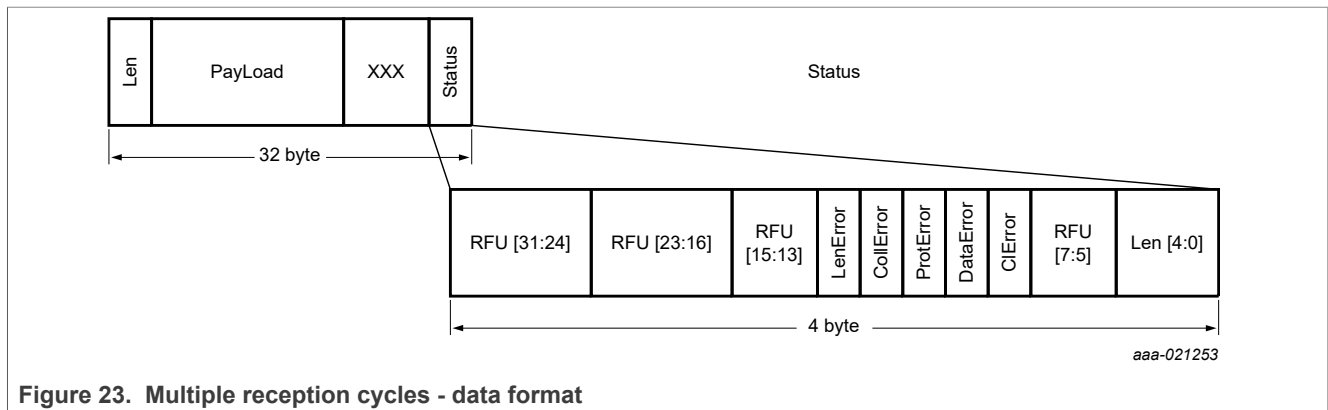 Len
PayLoad
XXX
Status
Status
32 byte
RFU [31:24]
RFU [23:16]
RFU
[15:13]
LenError
CollError
ProtError
DataError
ClError
RFU
[7:5]
Len [4:0]
4 byte
aaa-021253
Figure 23. Multiple reception cycles - data format